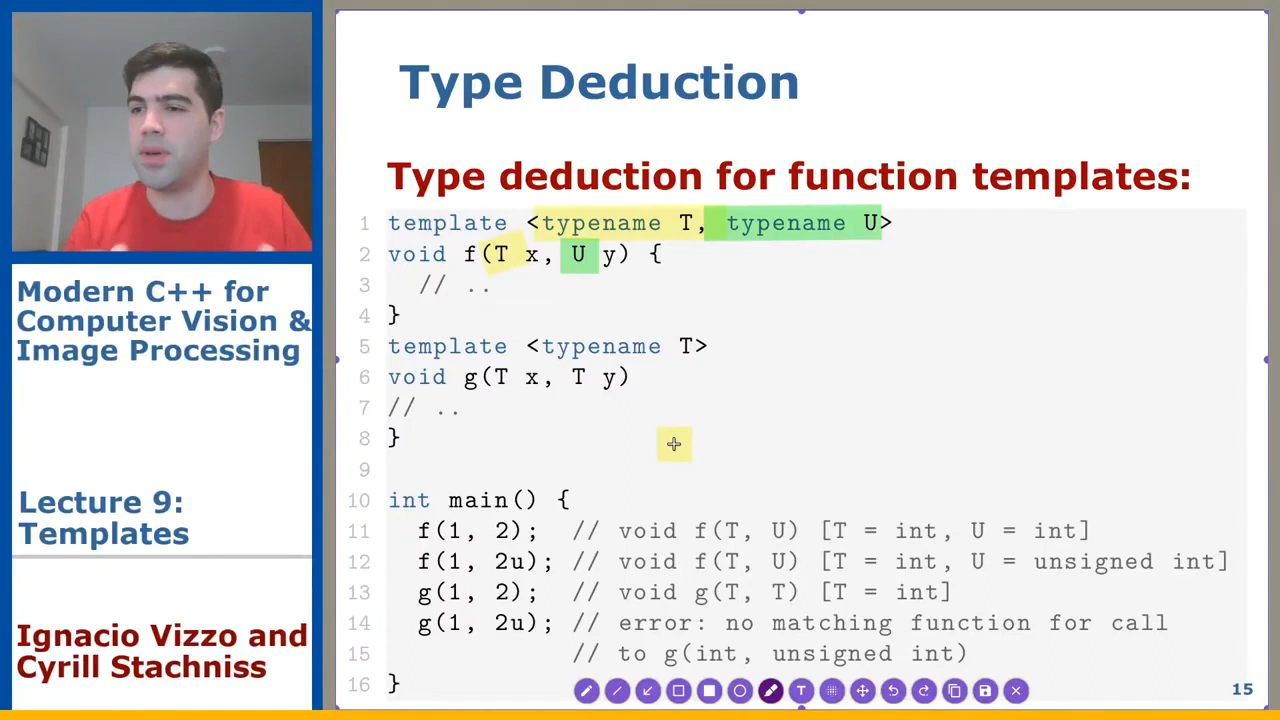 Type Deduction
Type deduction for function templates:
1 template <typename T, typename U>
2 void f(T x, U y) {
3 // ..
4 }
5 template <typename T>
6 void g(T x, T y)
7 // ..
8 }
9
10 int main() {
11 f(1, 2); // void f(T, U) [T = int, U = int]
12 f(1, 2u); // void f(T, U) [T = int, U = unsigned int]
13 g(1, 2); // void g(T, T) [T = int]
14 g(1, 2u); // error: no matching function for call
15 // to g(int, unsigned int)
16 }
T
15
Modern C++ for
Computer Vision &
Image Processing
Lecture 9:
Templates
Ignacio Vizzo and
Cyrill Stachniss